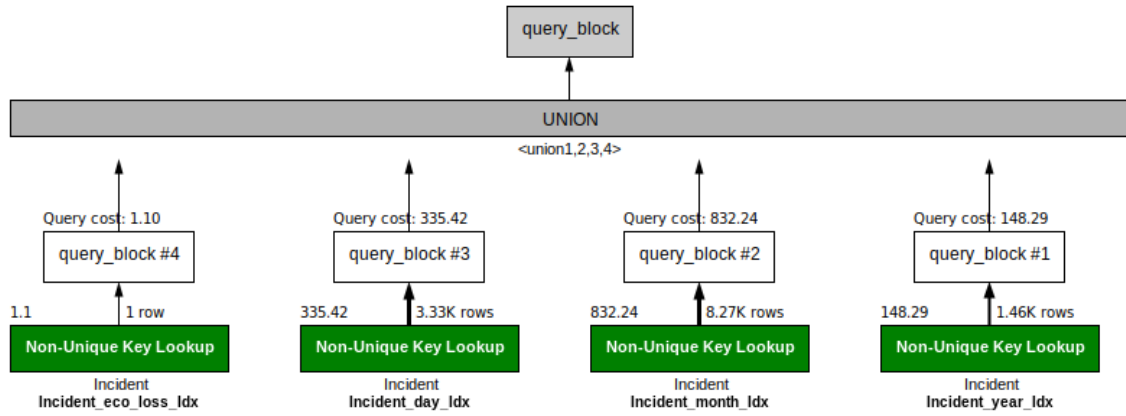 query_block
UNION
<union1,2,3,4>
Query cost: 1.10 Query cost: 335.42 Query cost: 832.24 Query cost: 148.29
query_block #4 query_block #3 query_block #2 query_block #1
1.1 1 row 335.42 3.33K rows 832.24 8.27K rows 148.29 1.46K rows
Non-Unique Key Lookup Non-Unique Key Lookup Non-Unique Key Lookup Non-Unique Key Lookup
Incident Incident Incident Incident
Incident_eco_loss_Idx Incident_day_Idx Incident_month_Idx Incident_year_Idx